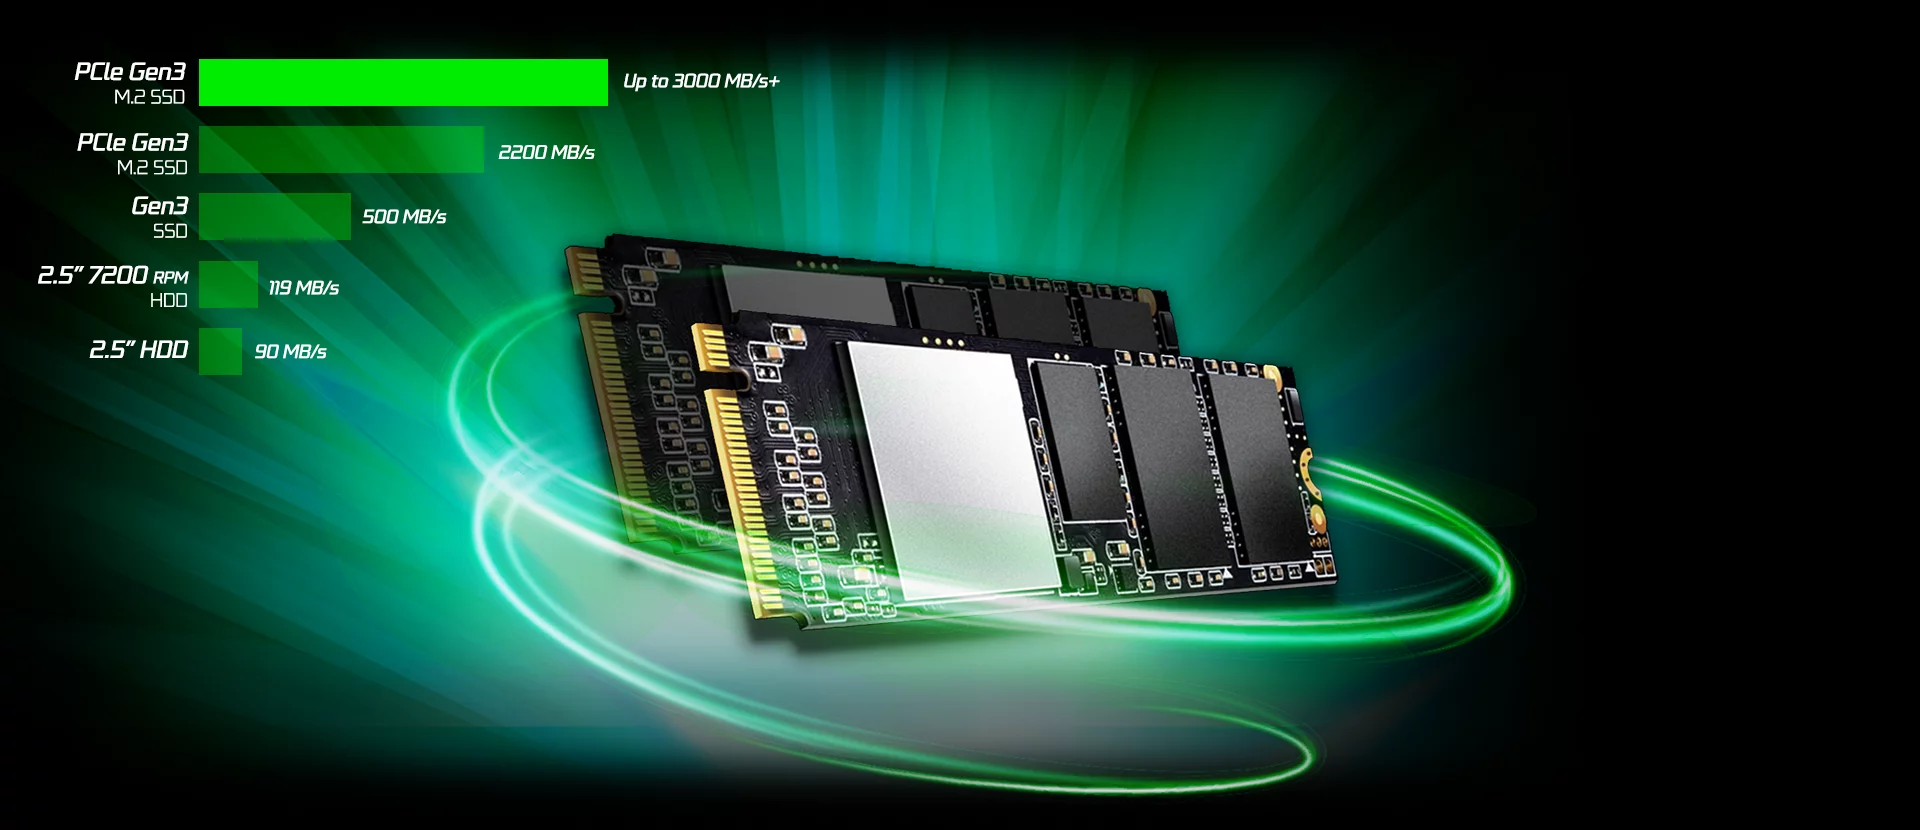 PCIe Gen3
M.2 SSD
Up to 3000 MB/s+
PCIe Gen3
M.2 SSD
2200 MB/s
Gen3
SSD
500 MB/s
2.5” 7200 RPM
HDD
119 MB/s
2.5” HDD
90 MB/s